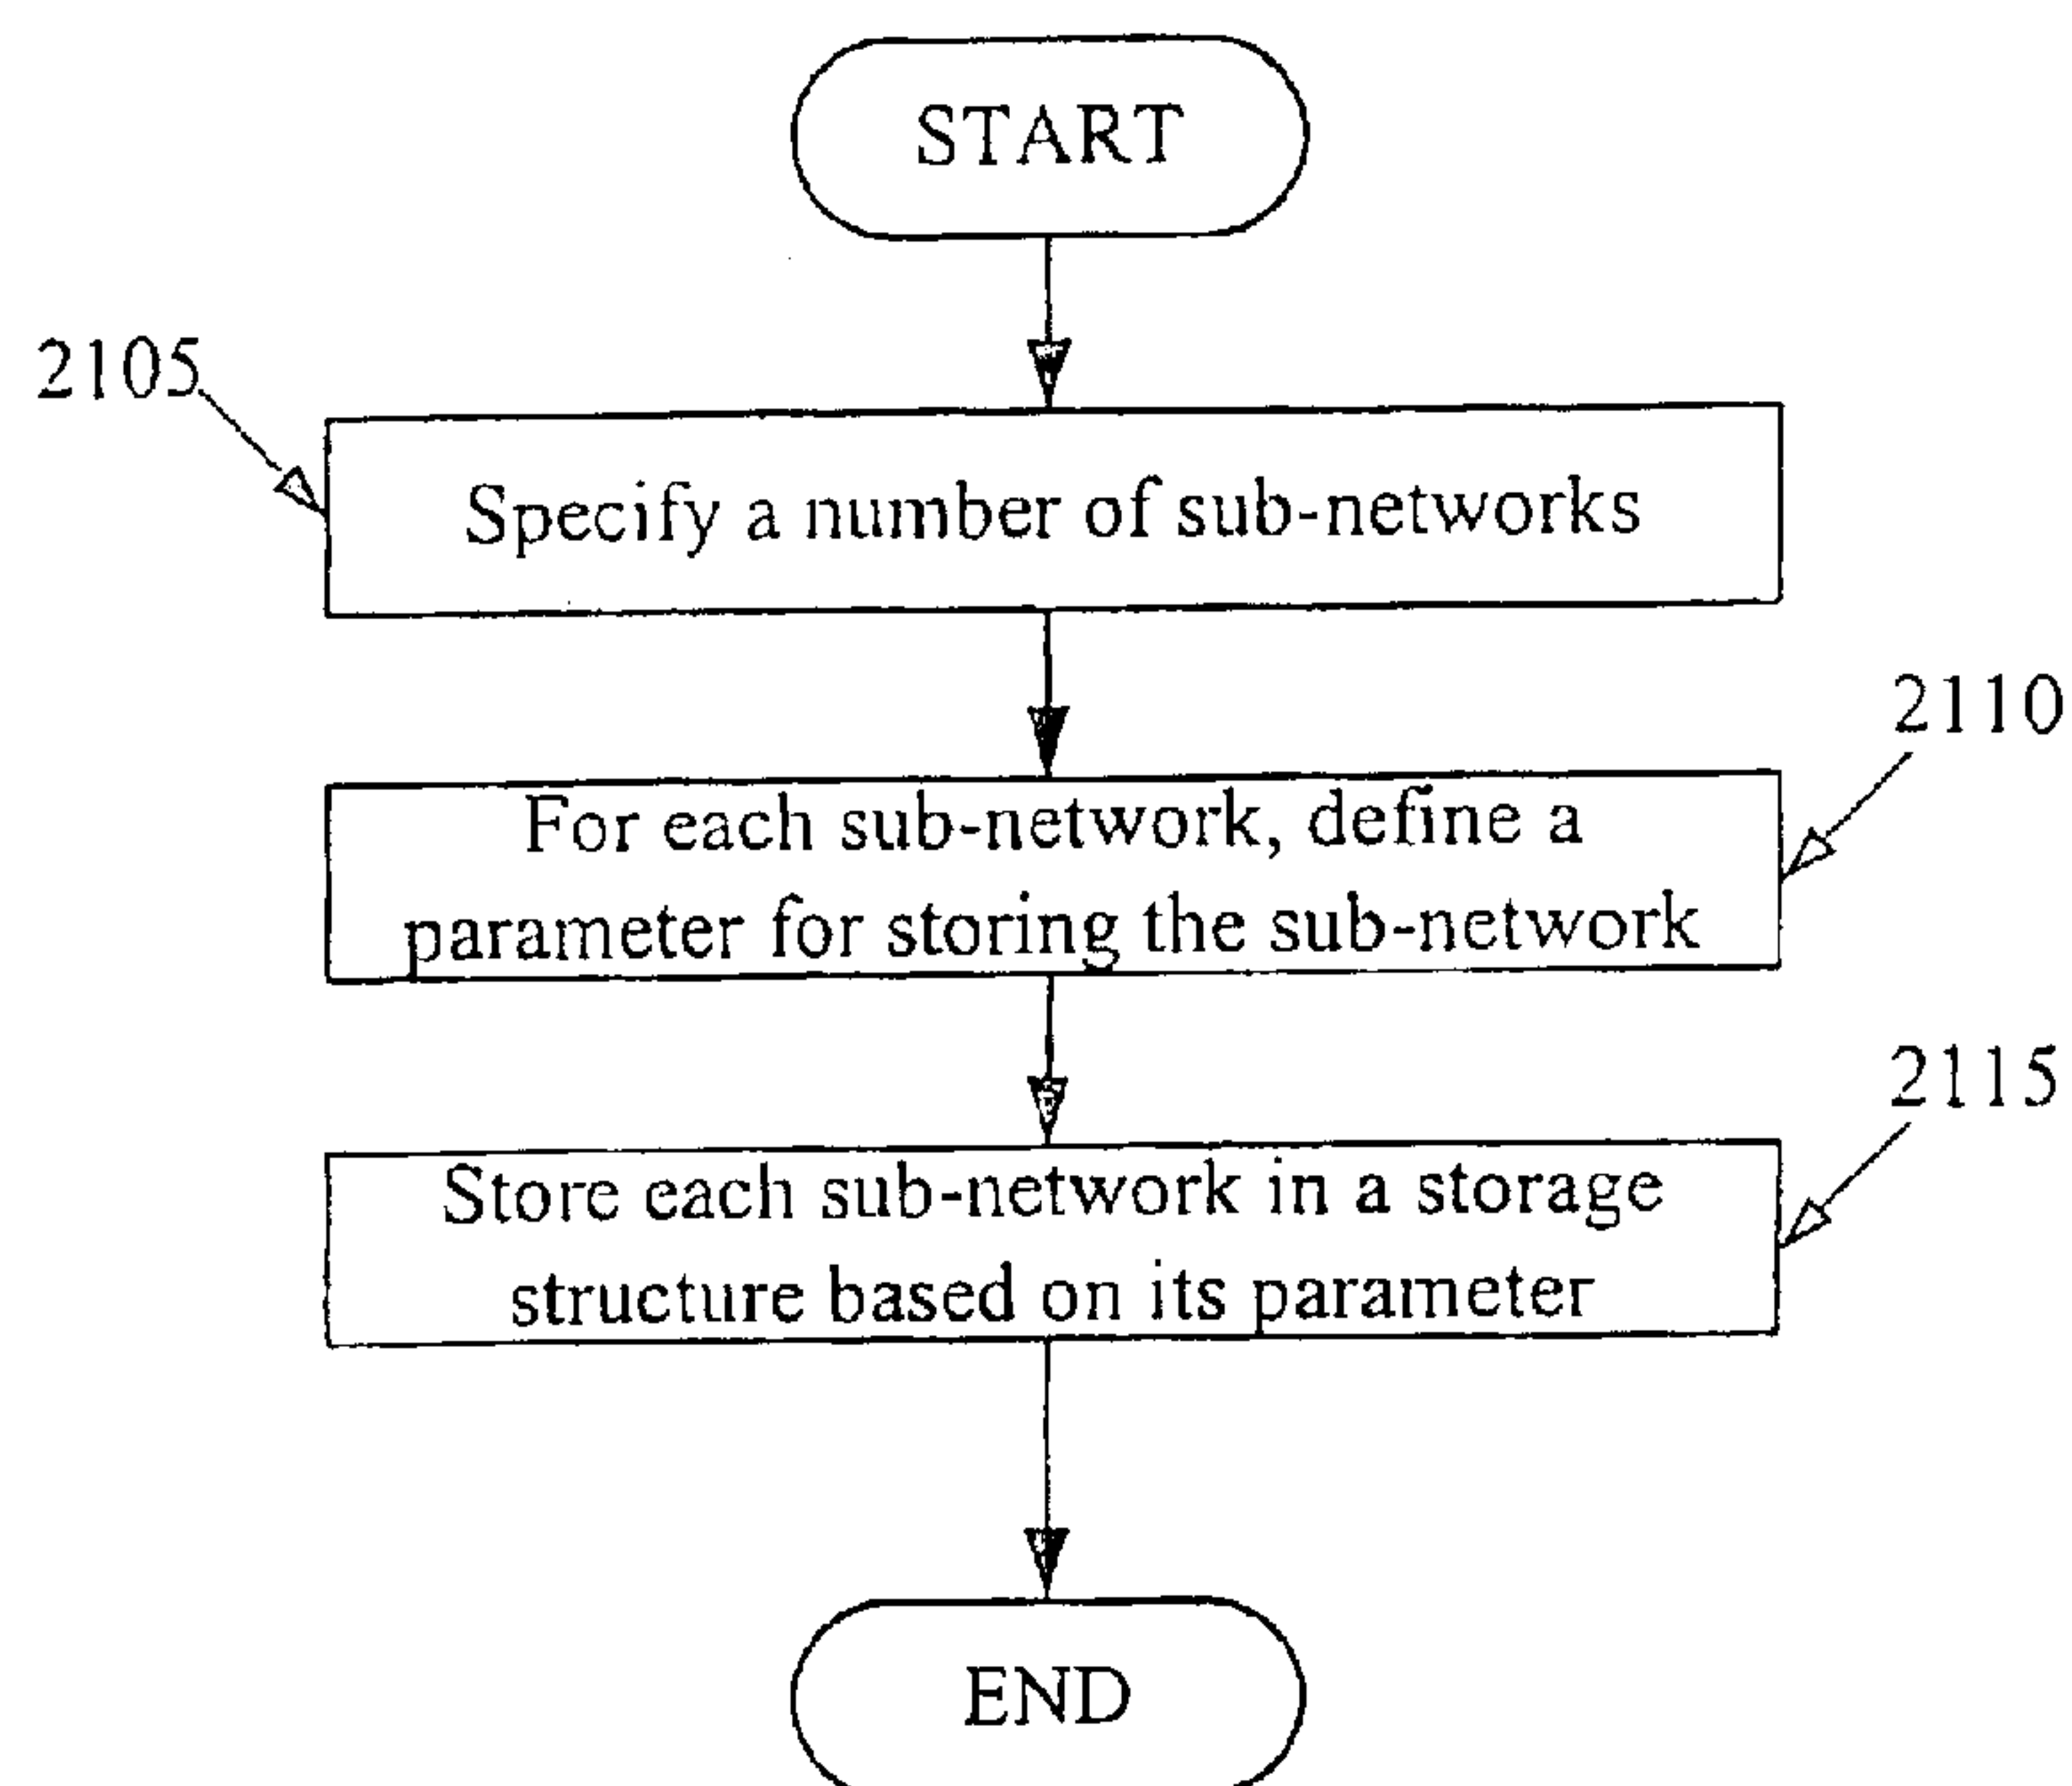 START
2105
Specify a number of sub-networks
2110
For each sub-network, define a
parameter for storing the sub-network
2115
Store each sub-network in a storage
structure based on its parameter
END